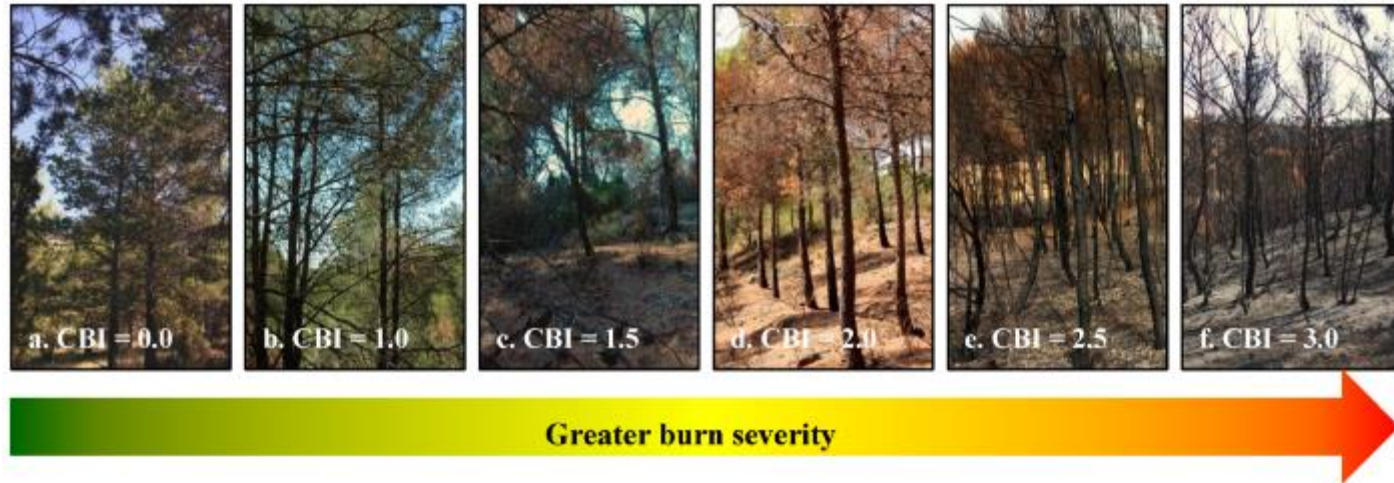 a. CBI = 0.0
b. CBI = 1.0
c. CBI = 1.5
d. CBI = 2.0
e. CBI = 2.5
f. CBI = 3.0
Greater burn severity